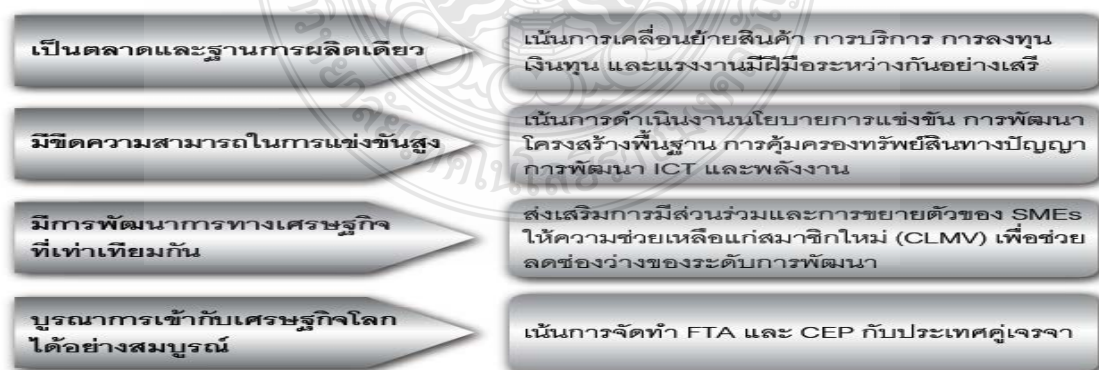 เป็นตลาดและฐานการผลิตเดียว
เน้นการเคลื่อนย้ายสินค้า การบริการ การลงทุน
เงินทุน และแรงงานมีฝีมือระหว่างกันอย่างเสรี
มีขีดความสามารถในการแข่งขันสูง
เน้นการดำเนินงานนโยบายการแข่งขัน การพัฒนา
โครงสร้างพื้นฐาน การคุ้มครองทรัพย์สินทางปัญญา
การพัฒนา ICT และพลังงาน
มีการพัฒนาการทางเศรษฐกิจ
ที่เท่าเทียมกัน
ส่งเสริมการมีส่วนร่วมและการขยายตัวของ SMEs
ให้ความช่วยเหลือแก่สมาชิกใหม่ (CLMV) เพื่อช่วย
ลดช่องว่างของระดับการพัฒนา
บูรณาการเข้ากับเศรษฐกิจโลก
ได้อย่างสมบูรณ์
เน้นการจัดทำ FTA และ CEP กับประเทศคู่เจรจา